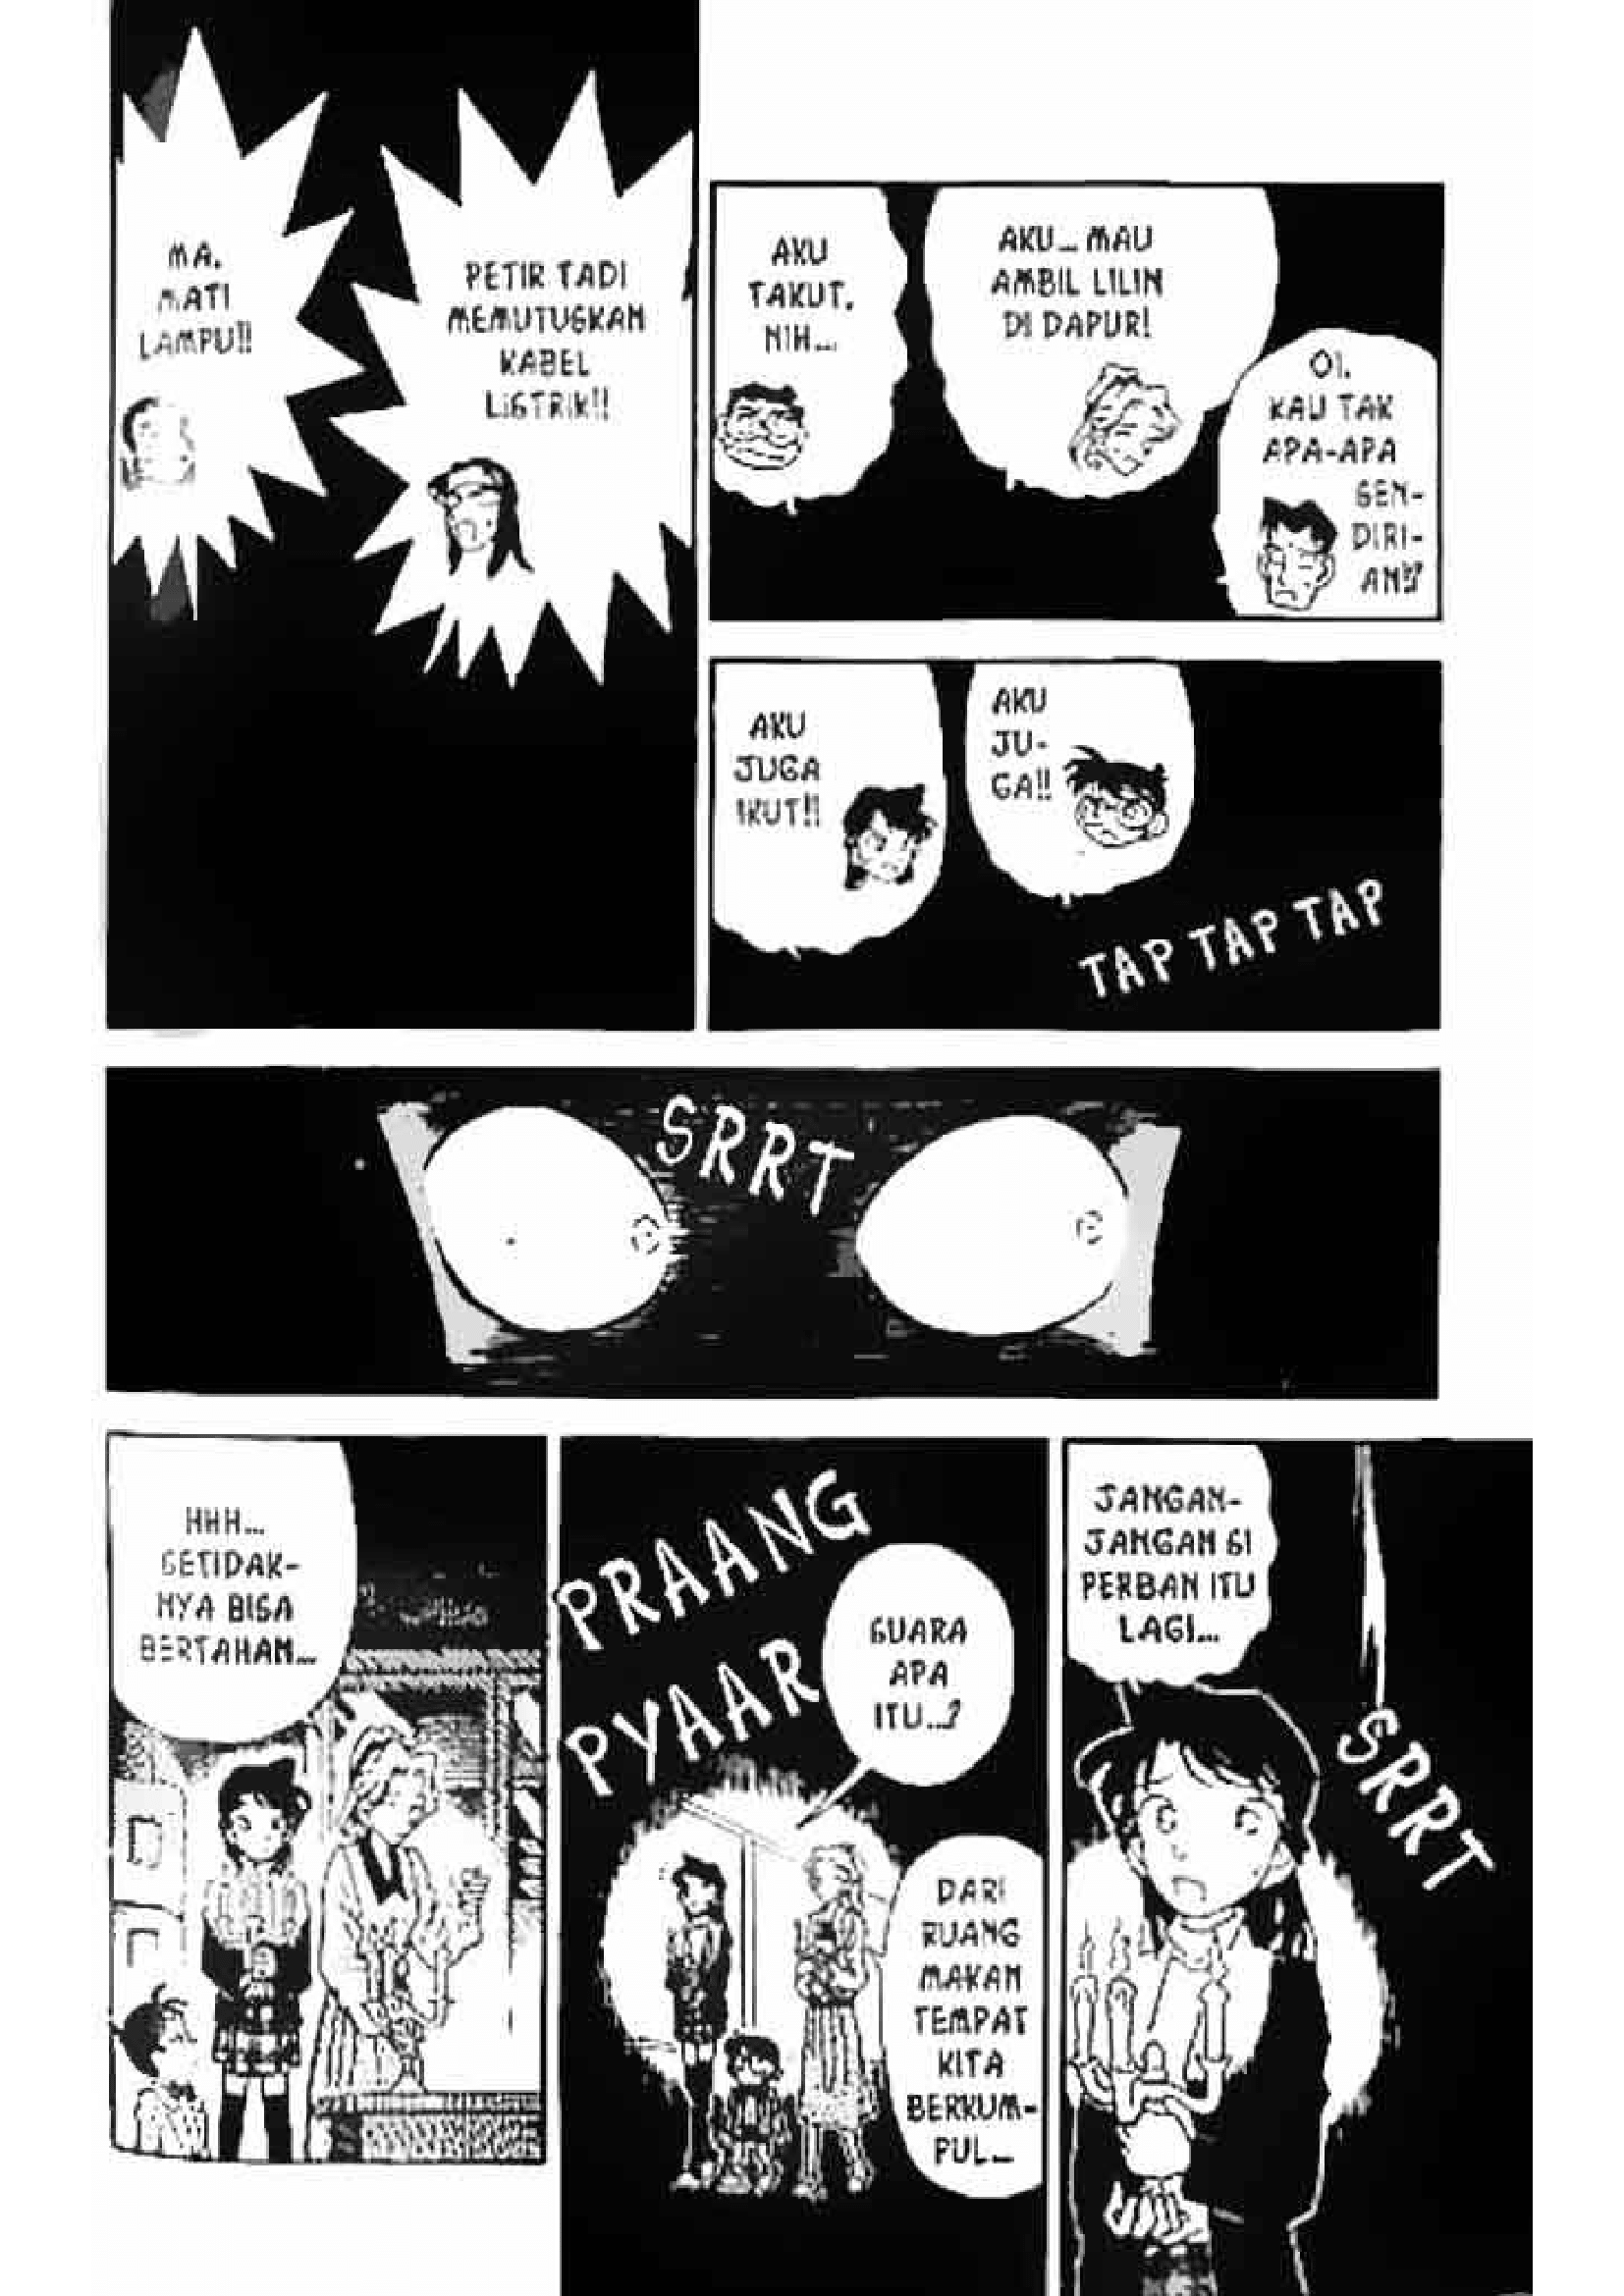 MA.
MATI
LAMPU!!
PETIR TADI
MEMUTUSKAN
KABEL
LISTRIK!!
AKU
TAKUT.
NIH...
AKU... MAU
AMBIL LILIN
DI DAPUR!
OI.
KAU TAK
APA-APA
SEN-
DIRI-
AN!?
AKU
JUGA
IKUT!!
AKU
JU-
GA!!
TAP TAP TAP
SRRT
HHH...
SETIDAK-
NYA BISA
BERTAHAN...
PRAANG
PYAAR
SUARA
APA
ITU...?
DARI
RUANG
MAKAN
TEMPAT
KITA
BERKUM-
PUL...
JANGAN-
JANGAN SI
PERBAN ITU
LAGI...
SRRT